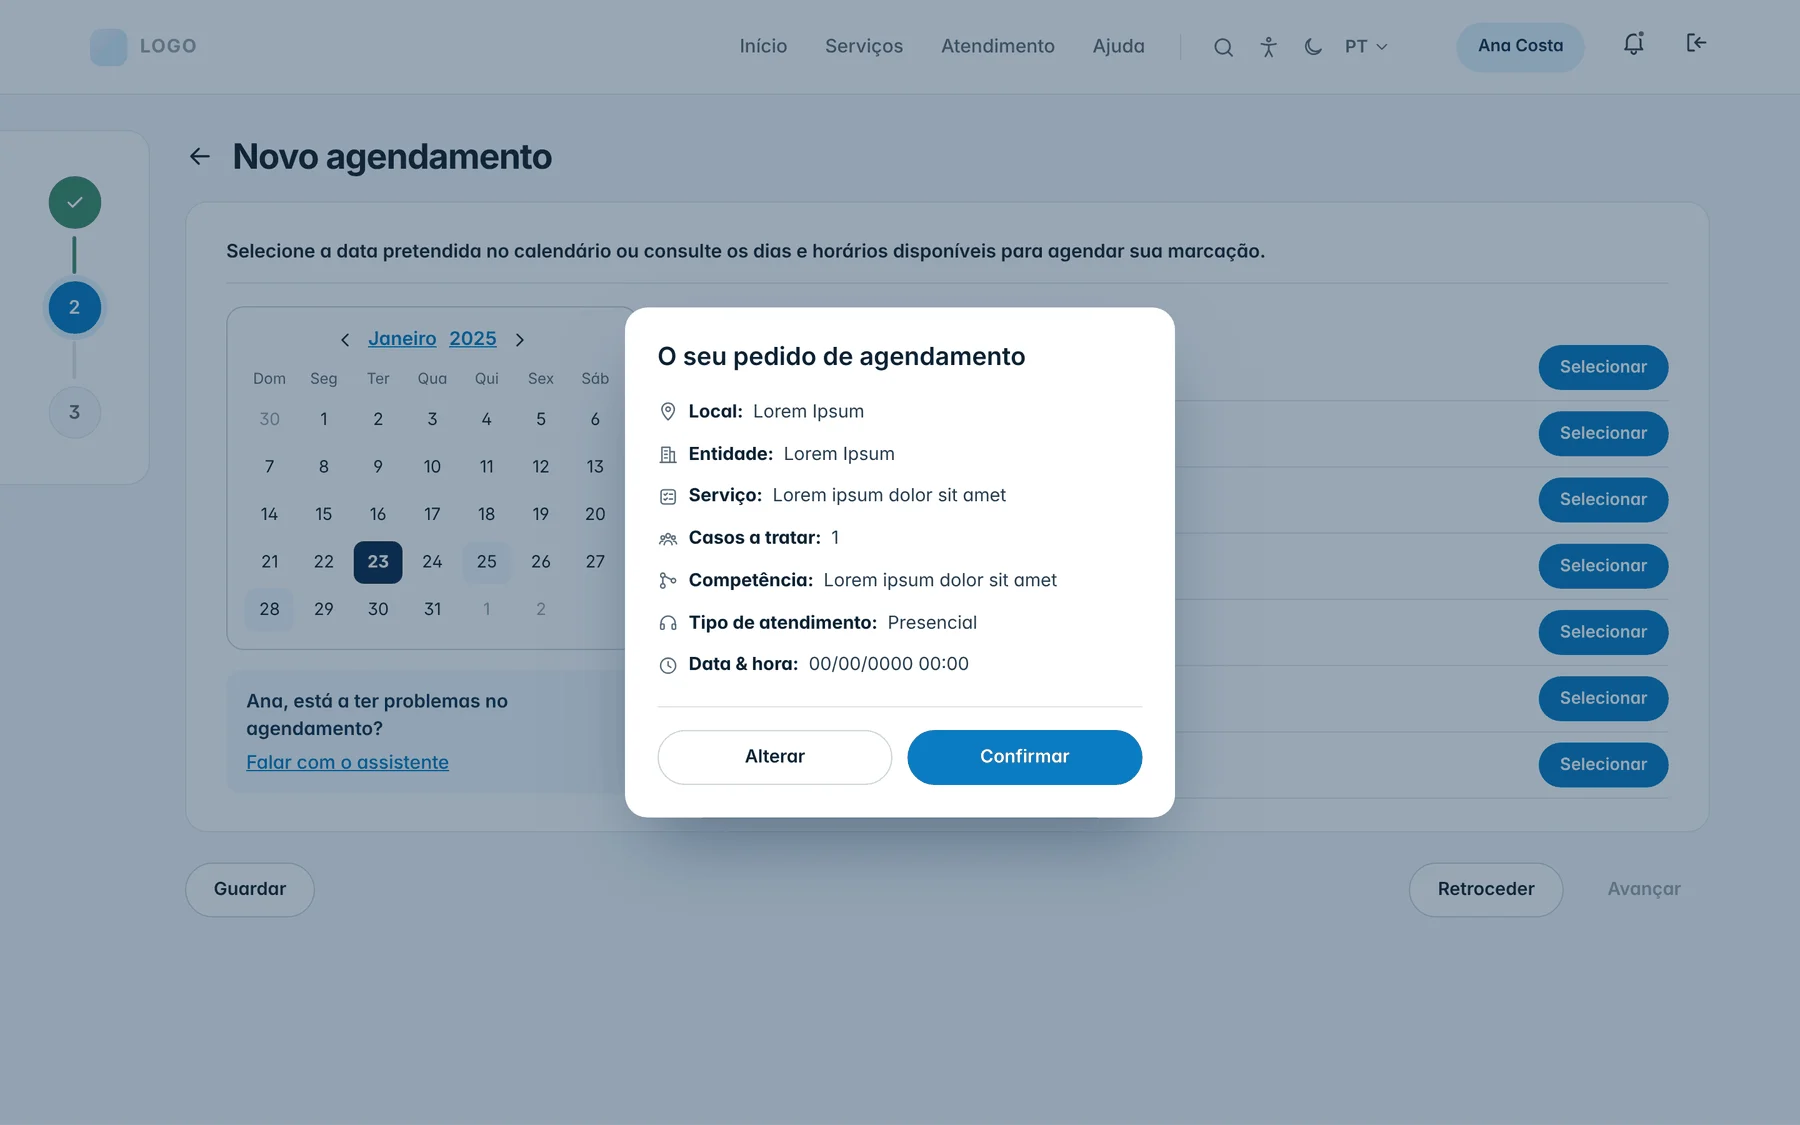 LOGO
Início Serviços Atendimento Ajuda PT Ana Costa
Novo agendamento
2
3
Selecione a data pretendida no calendário ou consulte os dias e horários disponíveis para agendar sua marcação.
Janeiro 2025
Dom Seg Ter Qua Qui Sex Sáb
30 1 2 3 4 5 6
7 8 9 10 11 12 13
14 15 16 17 18 19 20
21 22 23 24 25 26 27
28 29 30 31 1 2
Ana, está a ter problemas no
agendamento?
Falar com o assistente
O seu pedido de agendamento
Local: Lorem Ipsum
Entidade: Lorem Ipsum
Serviço: Lorem ipsum dolor sit amet
Casos a tratar: 1
Competência: Lorem ipsum dolor sit amet
Tipo de atendimento: Presencial
Data & hora: 00/00/0000 00:00
Alterar Confirmar
Selecionar
Selecionar
Selecionar
Selecionar
Selecionar
Selecionar
Selecionar
Guardar Retroceder Avançar